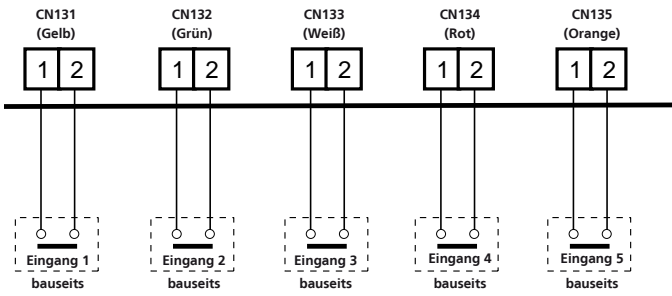 CN131 CN132 CN133 CN134 CN135
(Gelb) (Grün) (Weiß) (Rot) (Orange)
1 2 1 2 1 2 1 2 1 2
Eingang 1 Eingang 2 Eingang 3 Eingang 4 Eingang 5
bauseits bauseits bauseits bauseits bauseits